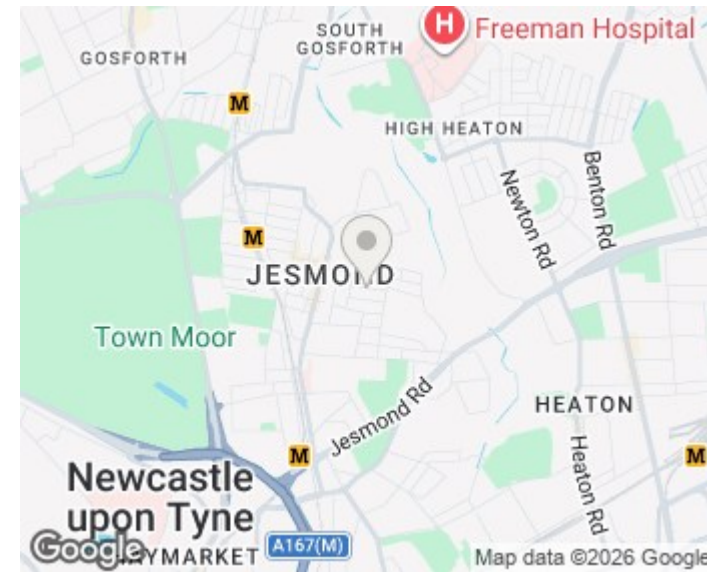 SOUTH
GOSFORTH
H Freeman Hospital
GOSFORTH
M
HIGH HEATON
Benton Rd
Newton Rd
M
JESMOND
Town Moor
HEATON
Jesmond Rd
Heaton Rd
M
M
Newcastle
upon Tyne
A167(M)
Google
Map data ©2026 Google